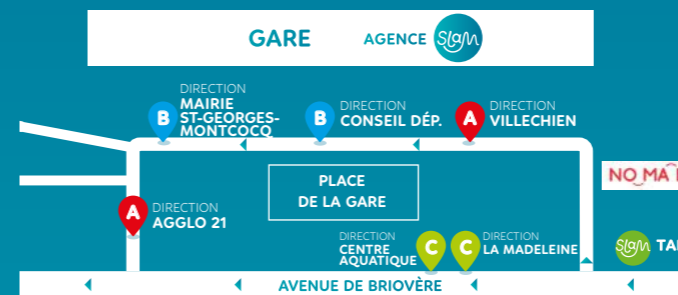 GARE
AGENCE Slam
DIRECTION
MAIRIE
ST-GEORGES-
MONTCOCQ
B
DIRECTION
CONSEIL DÉP.
B
DIRECTION
VILLECHIEN
A
PLACE
DE LA GARE
A
DIRECTION
AGGLO 21
DIRECTION
CENTRE
AQUATIQUE
C
C
DIRECTION
LA MADELEINE
Slam
AVENUE DE BRIOVÈRE